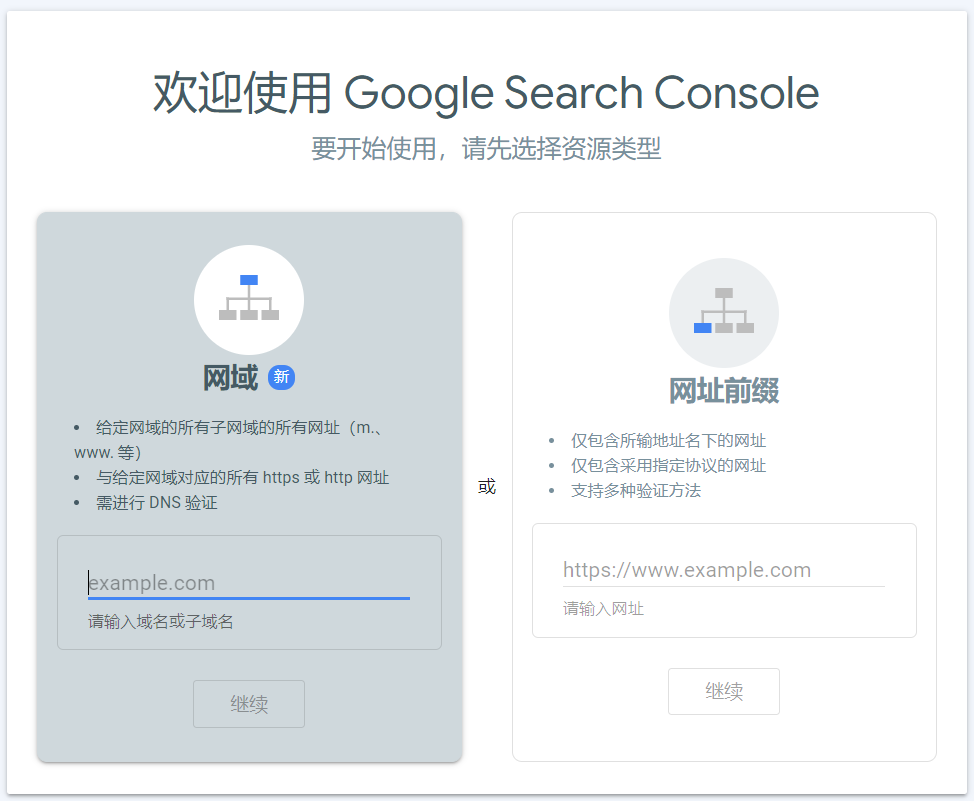 欢迎使用 Google Search Console
要开始使用，请先选择资源类型
网域 新
• 给定网域的所有子网域的所有网址（m.、
www. 等）
• 与给定网域对应的所有 https 或 http 网址
• 需进行 DNS 验证
example.com
请输入域名或子域名
继续
或
网址前缀
• 仅包含所输地址名下的网址
• 仅包含采用指定协议的网址
• 支持多种验证方法
https://www.example.com
请输入网址
继续